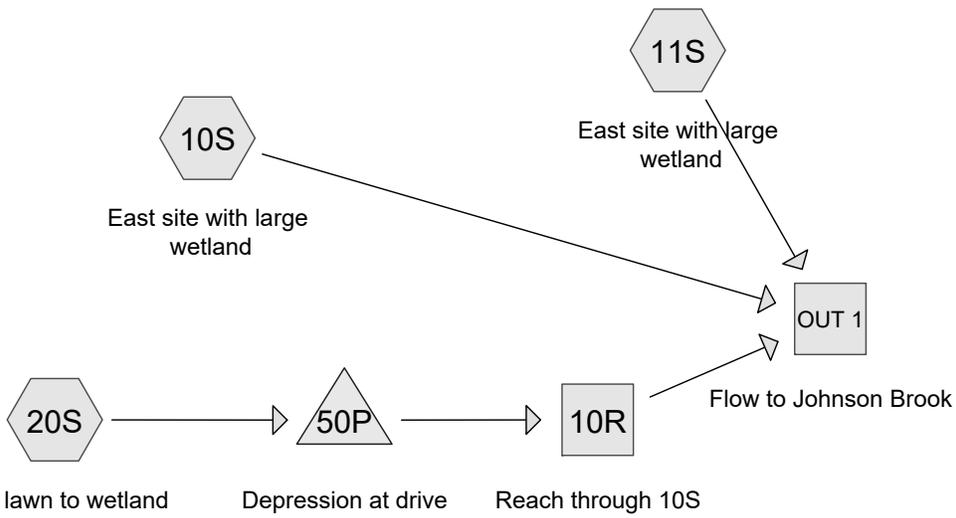 11S
East site with large
wetland
10S
East site with large
wetland
OUT 1
Flow to Johnson Brook
20S
50P
10R
lawn to wetland
Depression at drive
Reach through 10S